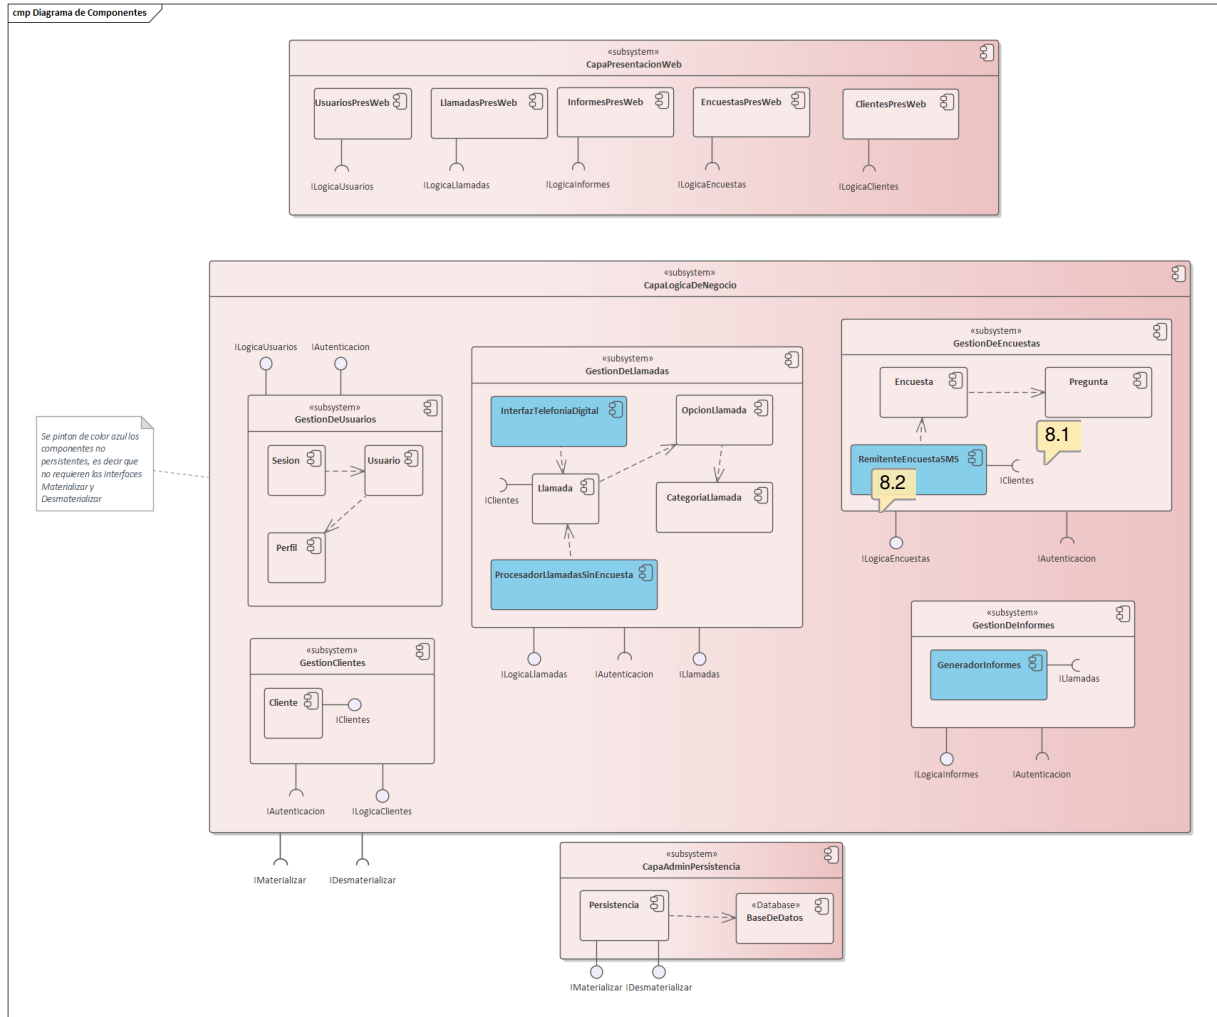 cmp Diagrama de Componentes
«subsystem»
CapaPresentacionWeb
UsuariosPresWeb
LlamadasPresWeb
InformesPresWeb
EncuestasPresWeb
ClientesPresWeb
ILogicaUsuarios
ILogicaLlamadas
ILogicaInformes
ILogicaEncuestas
ILogicaClientes
«subsystem»
CapaLogicaDeNegocio
Se pintan de color azul los
componentes no
persistentes, es decir que
no requieren las interfaces
Materializar y
Desmaterializar
ILogicaUsuarios
IAutenticacion
«subsystem»
GestionDeUsuarios
Sesion
Usuario
Perfil
«subsystem»
GestionDeLlamadas
InterfazTelefoniaDigital
OpcionLlamada
IClientes
Llamada
CategoriaLlamada
ProcesadorLlamadasSinEncuesta
ILogicaLlamadas
IAutenticacion
ILlamadas
«subsystem»
GestionDeEncuestas
Encuesta
Pregunta
8.1
RemitenteEncuestaSMS
IClientes
8.2
ILogicaEncuestas
IAutenticacion
«subsystem»
GestionClientes
Cliente
IClientes
IAutenticacion
ILogicaClientes
«subsystem»
GestionDeInformes
GeneradorInformes
ILlamadas
ILogicaInformes
IAutenticacion
IMaterializar
IDesmaterializar
«subsystem»
CapaAdminPersistencia
Persistencia
«Database»
BaseDeDatos
IMaterializar
IDesmaterializar